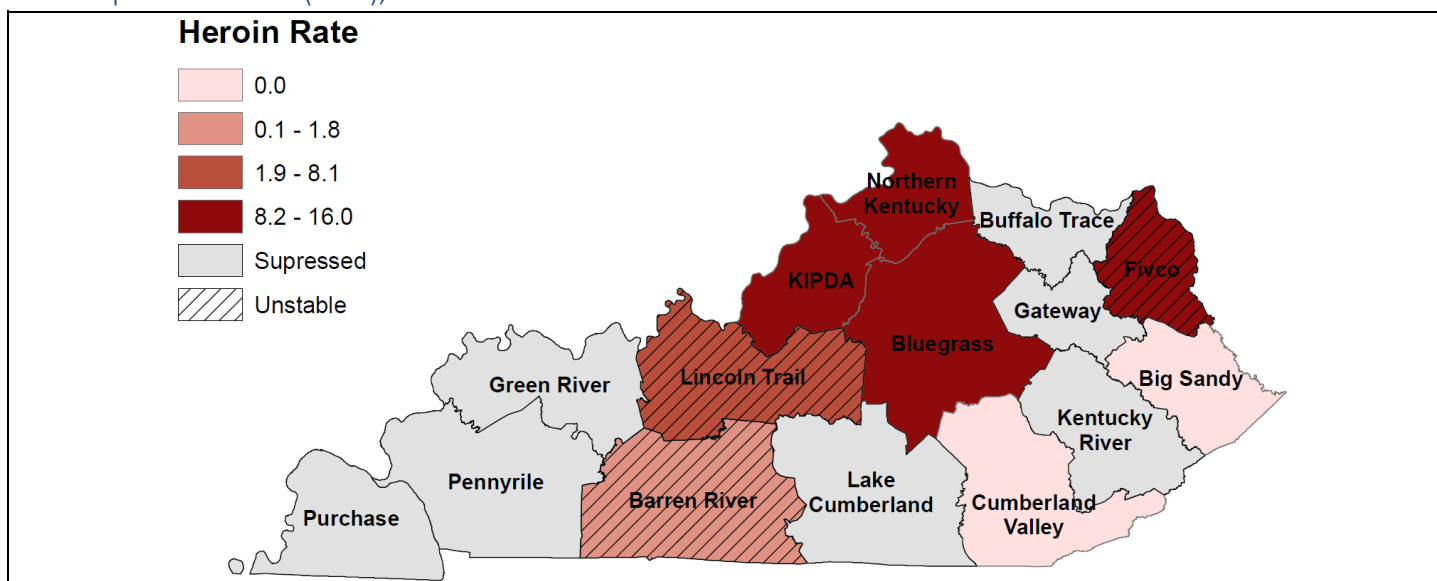 Heroin Rate
0.0
0.1 - 1.8
1.9 - 8.1
8.2 - 16.0
Supressed
Unstable
Northern
Kentucky
Buffalo Trace
Fivco
KIPDA
Gateway
Bluegrass
Lincoln Trail
Green River
Big Sandy
Kentucky
River
Pennyrile
Barren River
Lake
Cumberland
Cumberland
Valley
Purchase